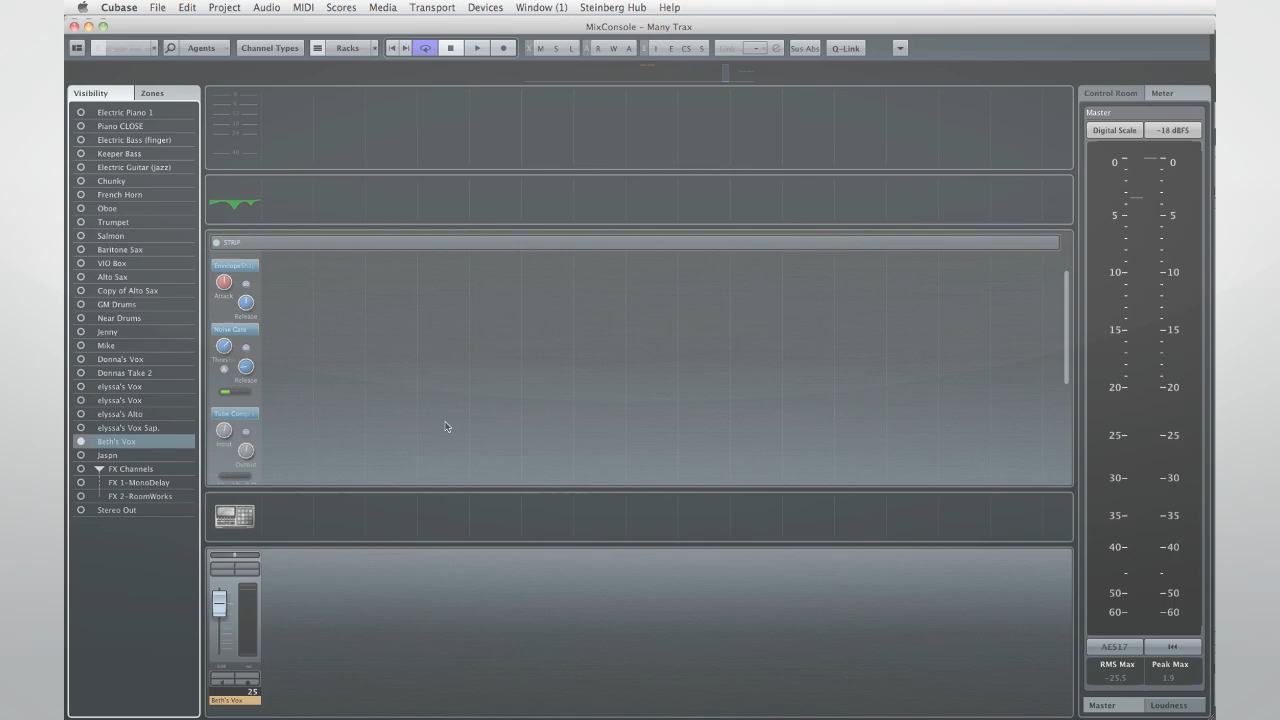 Cubase File Edit Project Audio MIDI Scores Media Transport Devices Window (1) Steinberg Hub
MixConsole – Many Trax
Agents Channel Types Racks M S L A R W A I E CS S Link - Sus Abs Q-Link
Visibility Zones
Electric Piano 1
Piano CLOSE
Electric Bass (finger)
Keeper Bass
Electric Guitar (jazz)
Chunky
French Horn
Oboe
Trumpet
Salmon
Baritone Sax
VIO Box
Alto Sax
Copy of Alto Sax
GM Drums
Near Drums
Jenny
Mike
Donna's Vox
Donnas Take 2
elyssa's Vox
elyssa's Vox
elyssa's Alto
elyssa's Vox Sap.
Beth's Vox
Jaspn
FX Channels
FX 1-MonoDelay
FX 2-RoomWorks
Stereo Out
STRIP
Attack
Release
Noise Gate
A
Release
Tube Comp
Input
Output
25
Beth's Vox
Control Room Meter
Master
Digital Scale -18 dBFS
0 0
5 5
10 10
15 15
20 20
25 25
30 30
35 35
40 40
50 50
60 60
AES17
RMS Max Peak Max
-25.5 1.9
Master Loudness